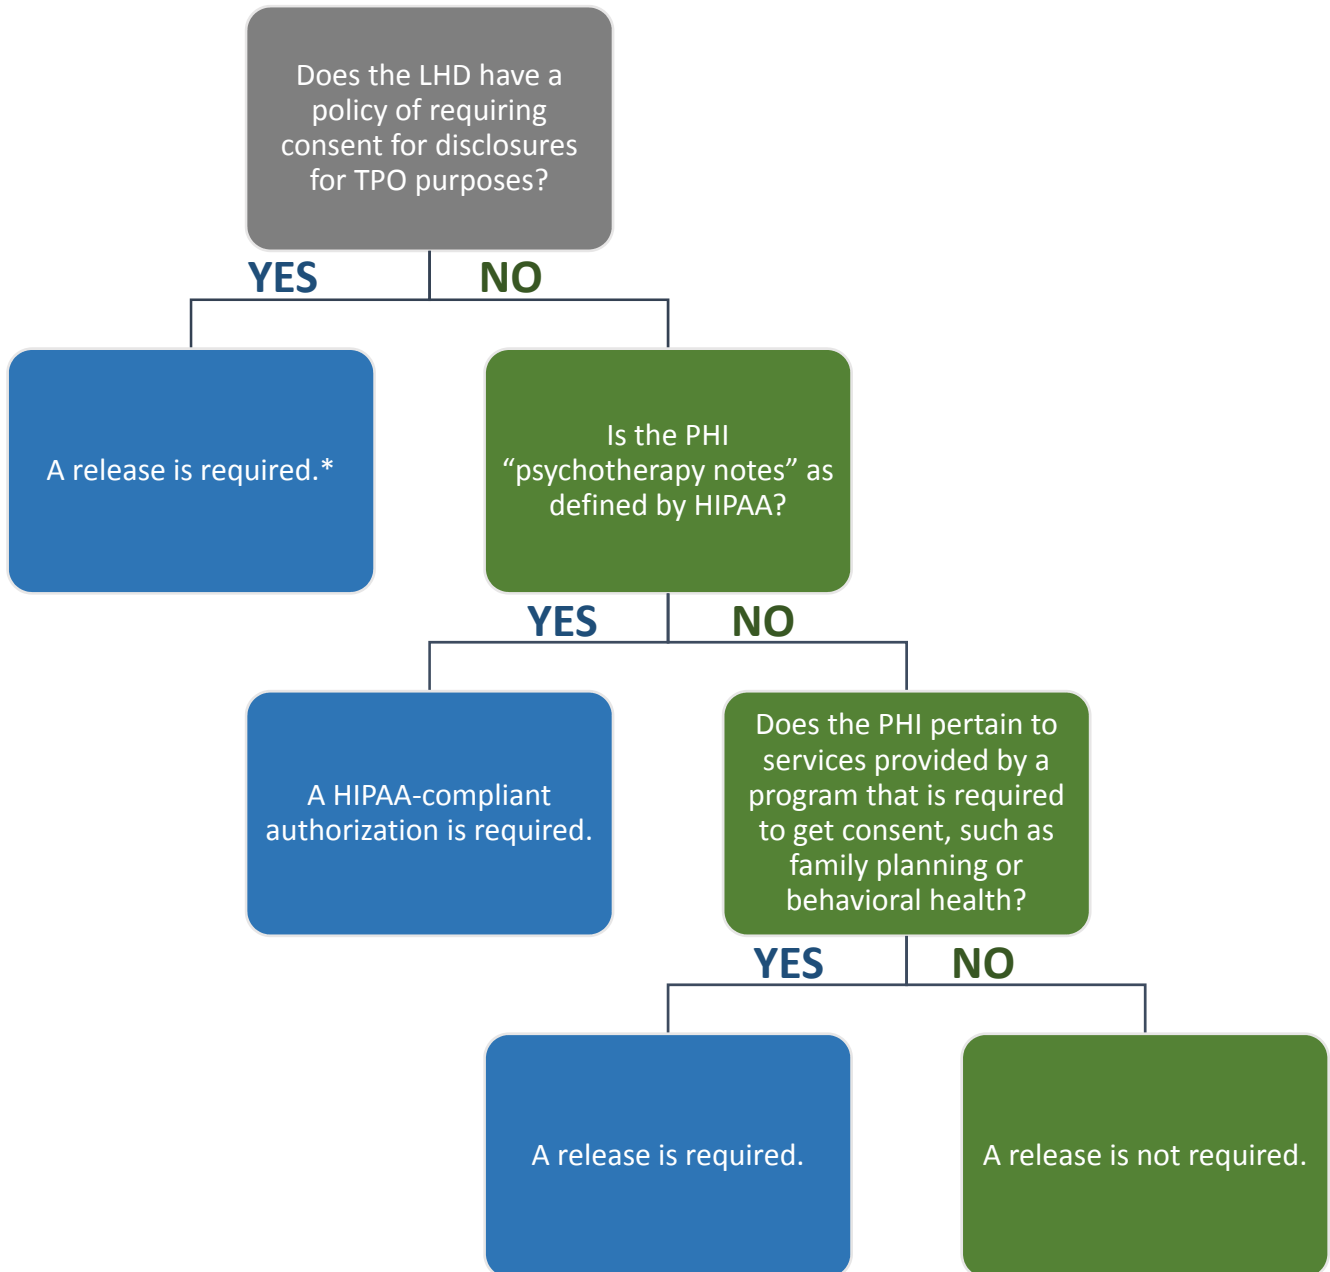 Does the LHD have a
policy of requiring
consent for disclosures
for TPO purposes?
YES
NO
A release is required.*
Is the PHI
“psychotherapy notes” as
defined by HIPAA?
YES
NO
A HIPAA-compliant
authorization is required.
Does the PHI pertain to
services provided by a
program that is required
to get consent, such as
family planning or
behavioral health?
YES
NO
A release is required.
A release is not required.